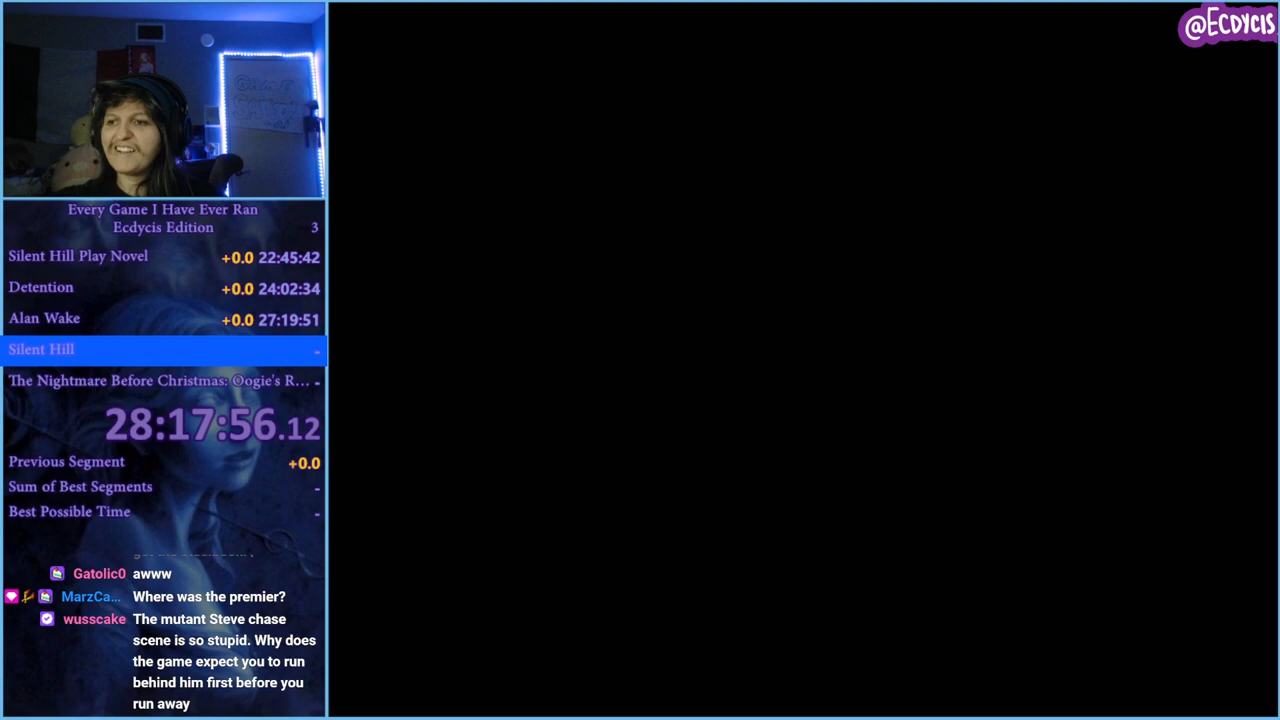 @ECDYCIS
Every Game I Have Ever Ran
Ecdycis Edition 3
Silent Hill Play Novel +0.0 22:45:42
Detention +0.0 24:02:34
Alan Wake +0.0 27:19:51
Silent Hill -
The Nightmare Before Christmas: Oogie's R... -
28:17:56.12
Previous Segment +0.0
Sum of Best Segments -
Best Possible Time -
Gatolic0 awww
MarzCa... Where was the premier?
wusscake The mutant Steve chase
scene is so stupid. Why does
the game expect you to run
behind him first before you
run away